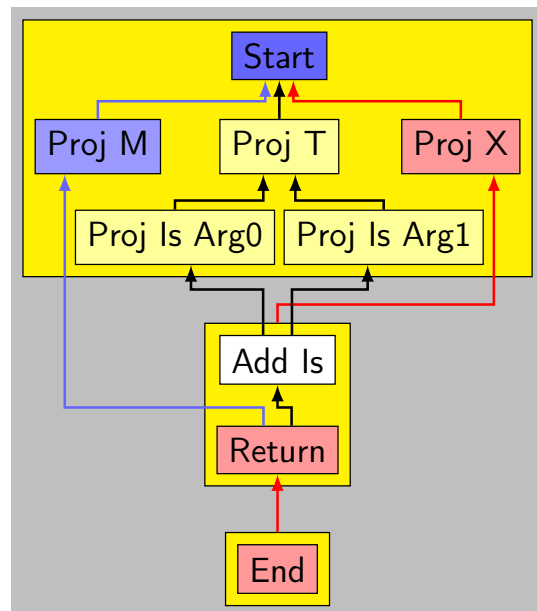 Start
Proj M
Proj T
Proj X
Proj Is Arg0
Proj Is Arg1
Add Is
Return
End